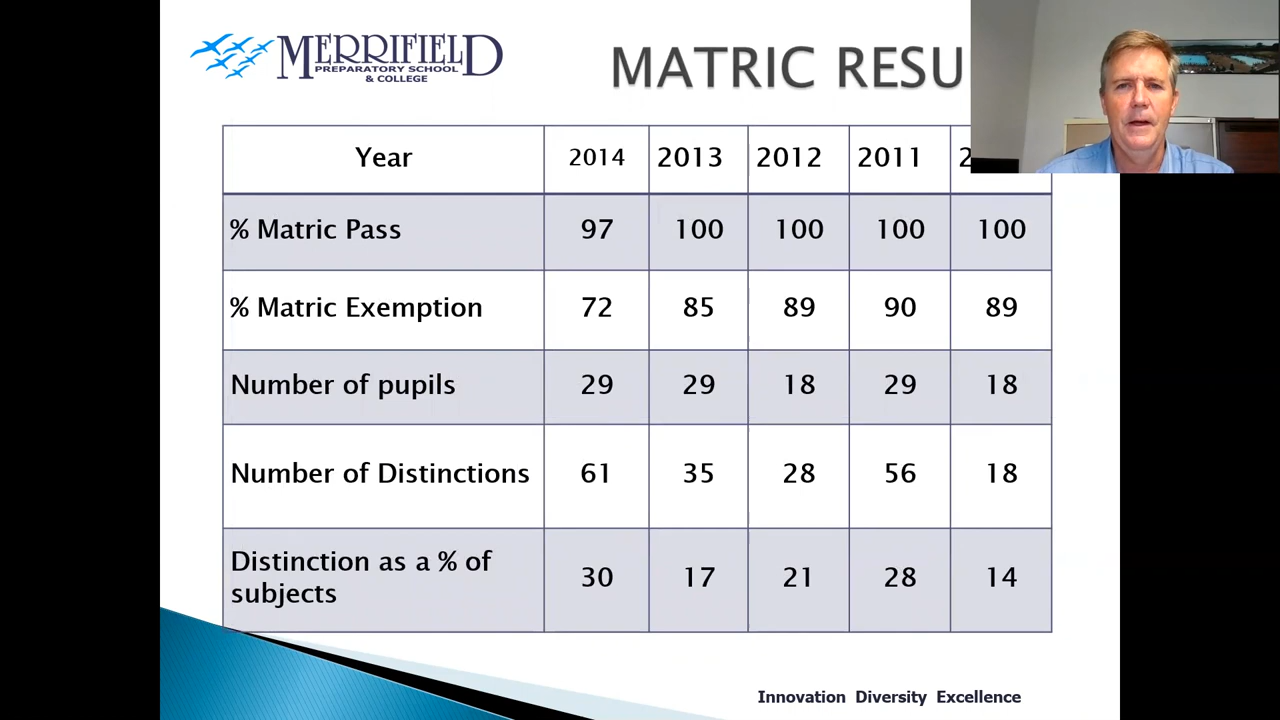 MERRIFIELD
PREPARATORY SCHOOL
& COLLEGE
MATRIC RESU
Year 2014 2013 2012 2011 2
% Matric Pass 97 100 100 100 100
% Matric Exemption 72 85 89 90 89
Number of pupils 29 29 18 29 18
Number of Distinctions 61 35 28 56 18
Distinction as a % of
subjects 30 17 21 28 14
Innovation Diversity Excellence